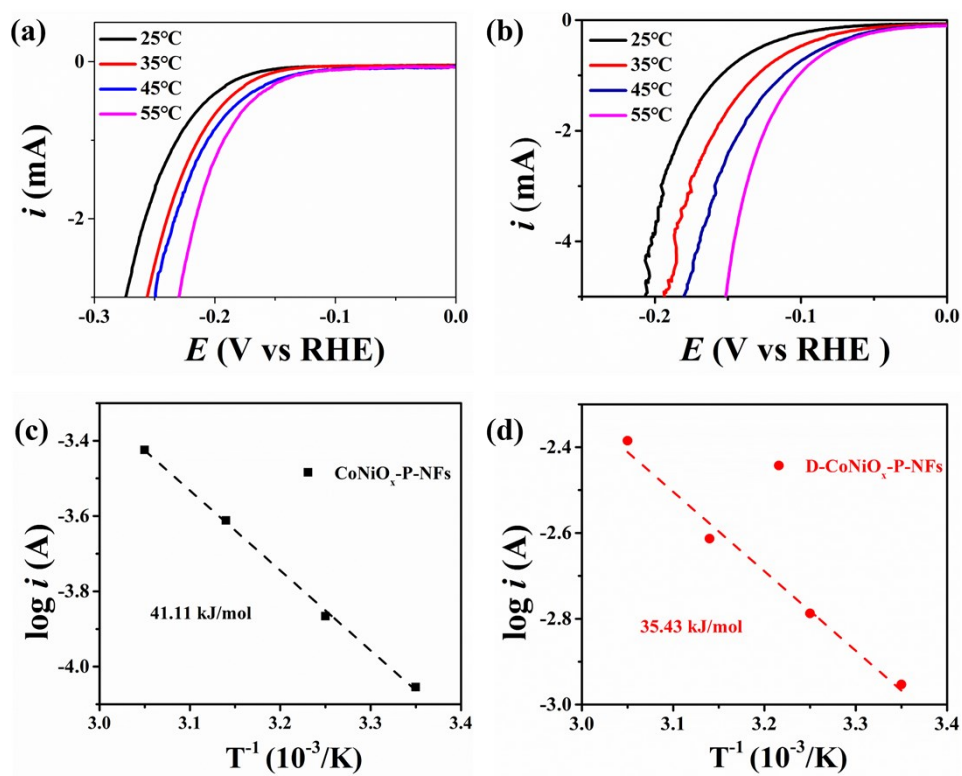 (a)
25°C
35°C
45°C
55°C
0
-2
i (mA)
-0.3
-0.2
-0.1
0.0
E (V vs RHE)
(b)
25°C
35°C
45°C
55°C
0
-2
-4
i (mA)
-0.2
-0.1
0.0
E (V vs RHE )
(c)
-3.4
-3.6
-3.8
-4.0
log i (A)
CoNiOₓ-P-NFs
41.11 kJ/mol
3.0
3.1
3.2
3.3
3.4
T⁻¹ (10⁻³/K)
(d)
-2.4
-2.6
-2.8
-3.0
log i (A)
D-CoNiOₓ-P-NFs
35.43 kJ/mol
3.0
3.1
3.2
3.3
3.4
T⁻¹ (10⁻³/K)